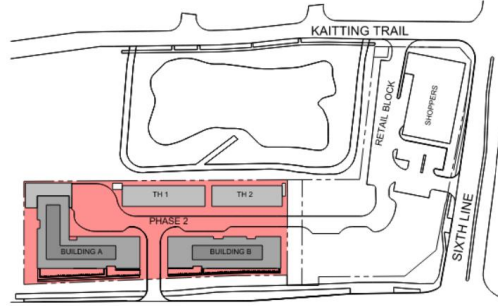 KAITTING TRAIL
RETAIL BLOCK
SHOPPERS
SIXTH LINE
TH 1
TH 2
PHASE 2
BUILDING A
BUILDING B